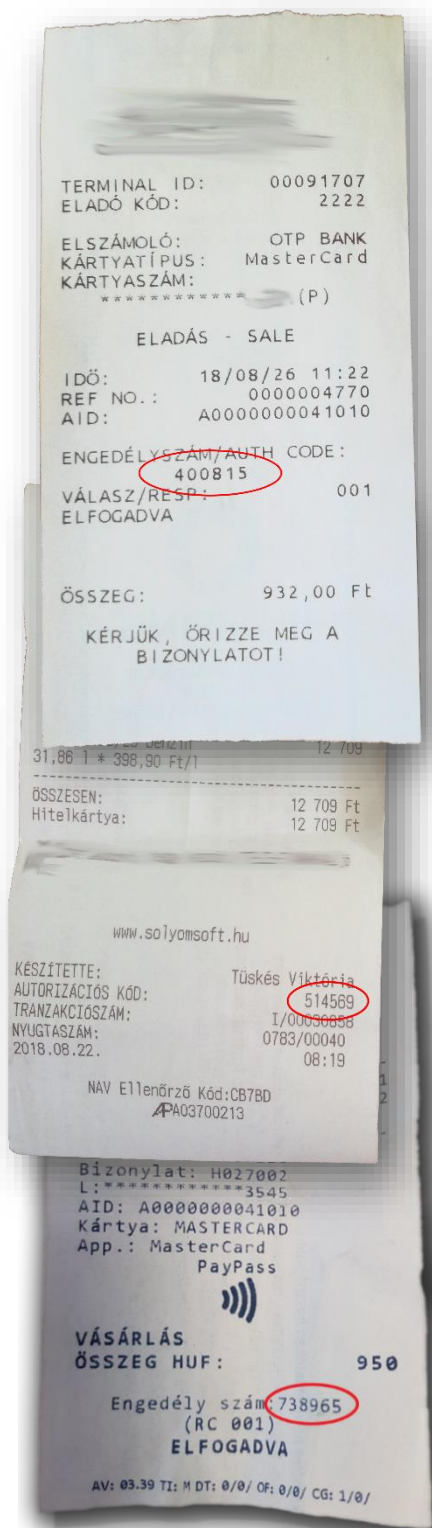 TERMINAL ID: 00091707
ELADÓ KÓD: 2222
ELSZÁMOLÓ: OTP BANK
KÁRTYATÍPUS: MasterCard
KÁRTYASZÁM:
************ (P)
ELADÁS - SALE
IDŐ: 18/08/26 11:22
REF NO.: 0000004770
AID: A0000000041010
ENGEDÉLYSZÁM/AUTH CODE:
400815
VÁLASZ/RESP: 001
ELFOGADVA
ÖSSZEG: 932,00 Ft
KÉRJÜK, ŐRIZZE MEG A
BIZONYLATOT!
12 709
31,86 l * 398,90 Ft/l
ÖSSZESEN: 12 709 Ft
Hitelkártya: 12 709 Ft
www.solyomsoft.hu
KÉSZÍTETTE: Tüskés Viktória
AUTORIZÁCIÓS KÓD: 514569
TRANZAKCIÓSZÁM: I/00030858
NYUGTASZÁM: 0783/00040
2018.08.22. 08:19
NAV Ellenőrző Kód:CB7BD
APA03700213
Bizonylat: H027002
L:************3545
AID: A0000000041010
Kártya: MASTERCARD
App.: MasterCard
PayPass
VÁSÁRLÁS
ÖSSZEG HUF: 950
Engedély szám:738965
(RC 001)
ELFOGADVA
AV: 03.39 TI: M DT: 0/0/ OF: 0/0/ CG: 1/0/